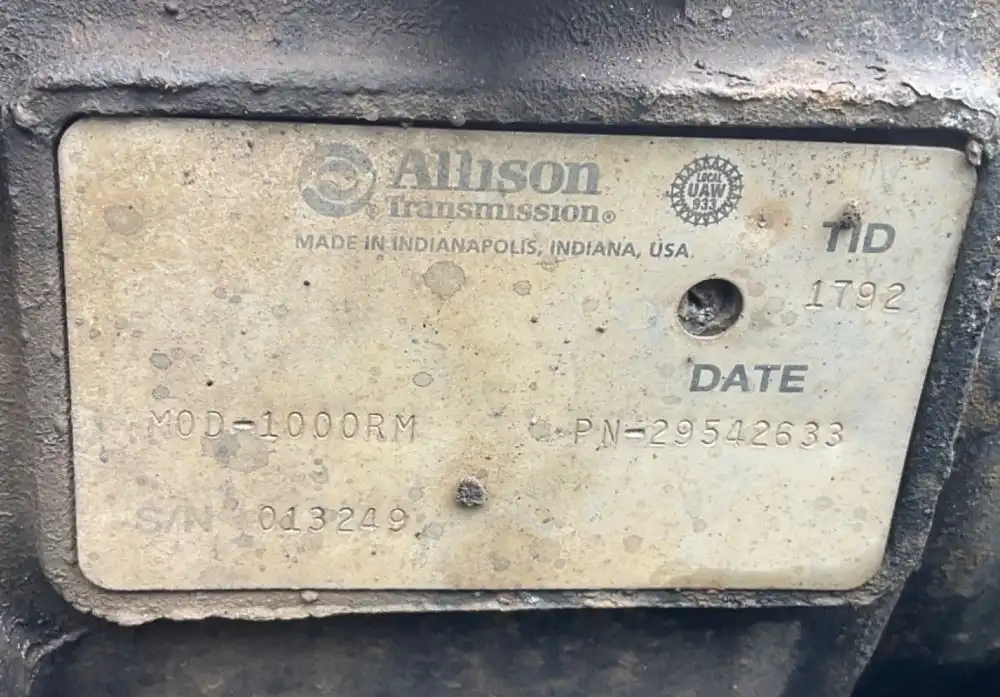 Allison
Transmission®
MADE IN INDIANAPOLIS, INDIANA, USA
LOCAL
UAW
933
TID
1792
DATE
MOD-1000RM
PN-29542633
S/N 013249